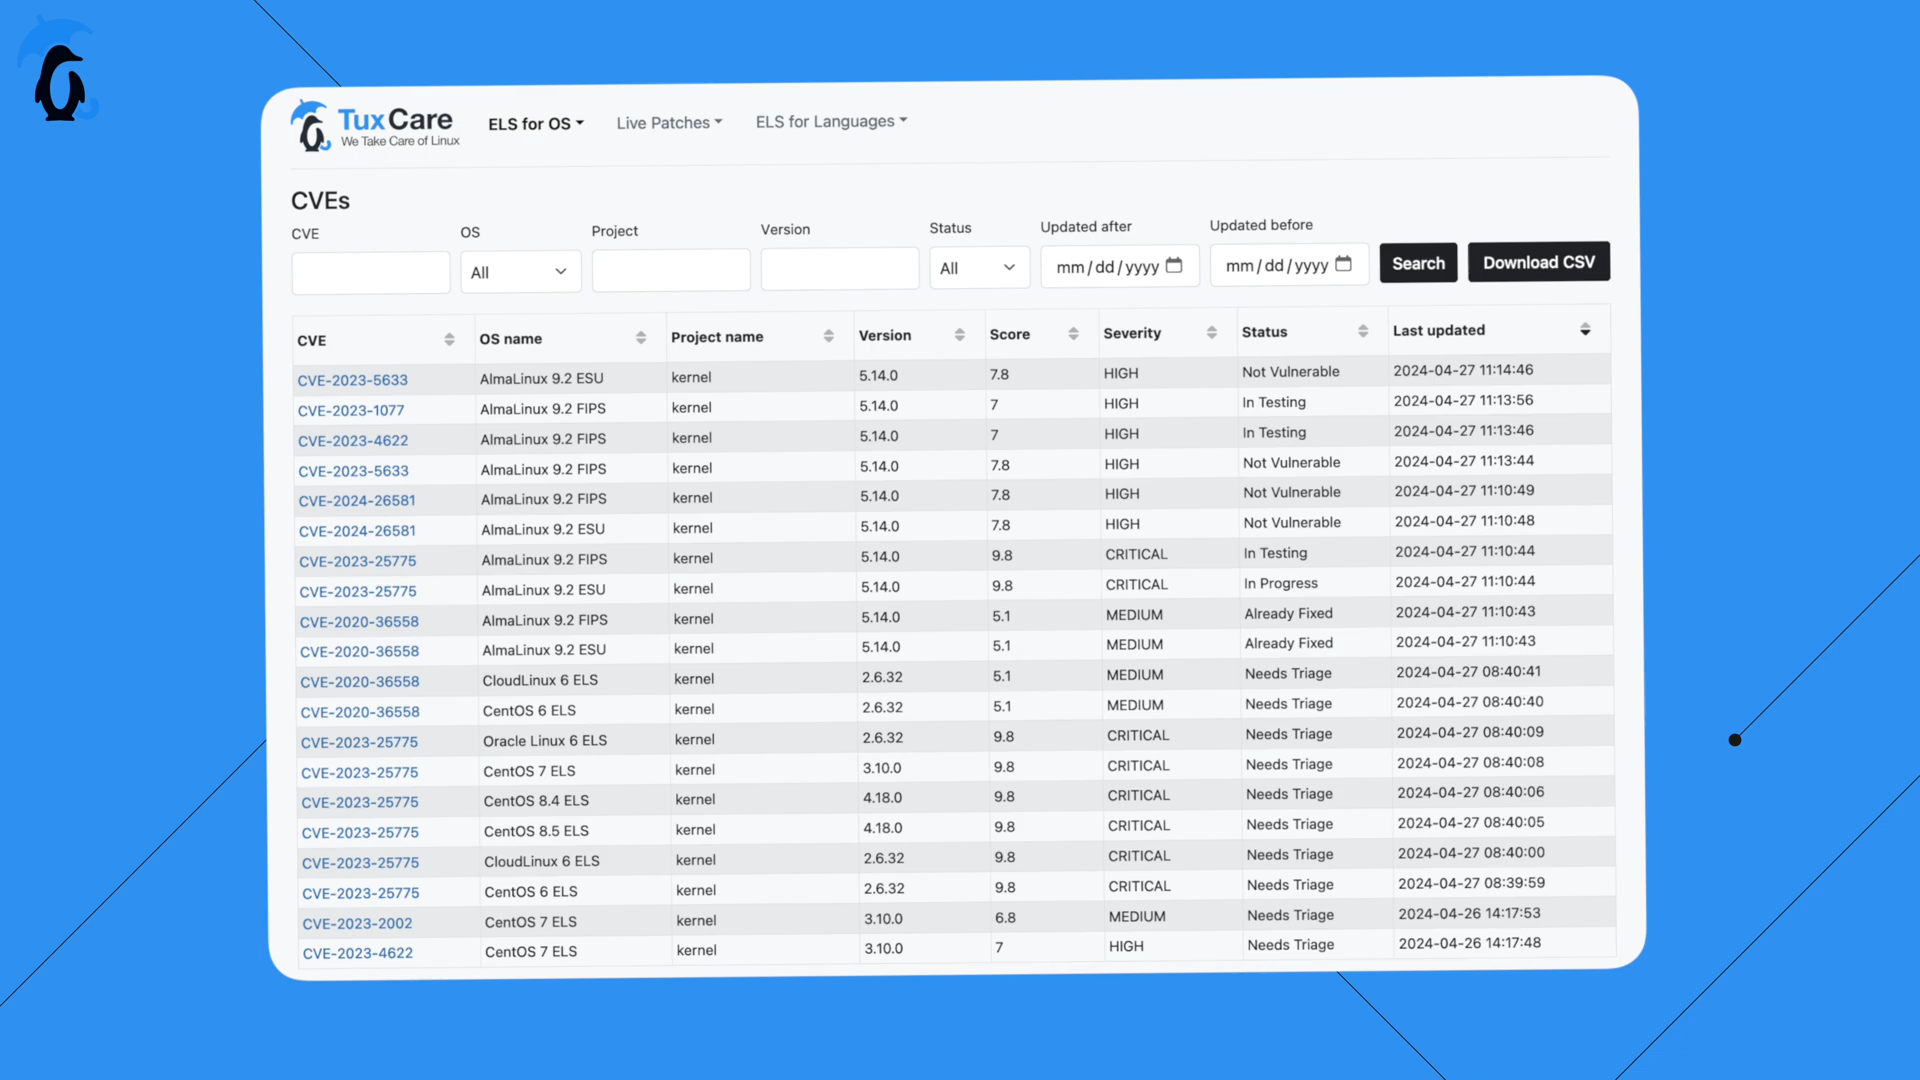 TuxCare
We Take Care of Linux
ELS for OS
Live Patches
ELS for Languages
CVEs
CVE OS Project Version Status Updated after Updated before
All All mm/dd/yyyy mm/dd/yyyy Search Download CSV
CVE OS name Project name Version Score Severity Status Last updated
CVE-2023-5633 AlmaLinux 9.2 ESU kernel 5.14.0 7.8 HIGH Not Vulnerable 2024-04-27 11:14:46
CVE-2023-1077 AlmaLinux 9.2 FIPS kernel 5.14.0 7 HIGH In Testing 2024-04-27 11:13:56
CVE-2023-4622 AlmaLinux 9.2 FIPS kernel 5.14.0 7 HIGH In Testing 2024-04-27 11:13:46
CVE-2023-5633 AlmaLinux 9.2 FIPS kernel 5.14.0 7.8 HIGH Not Vulnerable 2024-04-27 11:13:44
CVE-2024-26581 AlmaLinux 9.2 FIPS kernel 5.14.0 7.8 HIGH Not Vulnerable 2024-04-27 11:10:49
CVE-2024-26581 AlmaLinux 9.2 ESU kernel 5.14.0 7.8 HIGH Not Vulnerable 2024-04-27 11:10:48
CVE-2023-25775 AlmaLinux 9.2 FIPS kernel 5.14.0 9.8 CRITICAL In Testing 2024-04-27 11:10:44
CVE-2023-25775 AlmaLinux 9.2 ESU kernel 5.14.0 9.8 CRITICAL In Progress 2024-04-27 11:10:44
CVE-2020-36558 AlmaLinux 9.2 FIPS kernel 5.14.0 5.1 MEDIUM Already Fixed 2024-04-27 11:10:43
CVE-2020-36558 AlmaLinux 9.2 ESU kernel 5.14.0 5.1 MEDIUM Already Fixed 2024-04-27 11:10:43
CVE-2020-36558 CloudLinux 6 ELS kernel 2.6.32 5.1 MEDIUM Needs Triage 2024-04-27 08:40:41
CVE-2020-36558 CentOS 6 ELS kernel 2.6.32 5.1 MEDIUM Needs Triage 2024-04-27 08:40:40
CVE-2023-25775 Oracle Linux 6 ELS kernel 2.6.32 9.8 CRITICAL Needs Triage 2024-04-27 08:40:09
CVE-2023-25775 CentOS 7 ELS kernel 3.10.0 9.8 CRITICAL Needs Triage 2024-04-27 08:40:08
CVE-2023-25775 CentOS 8.4 ELS kernel 4.18.0 9.8 CRITICAL Needs Triage 2024-04-27 08:40:06
CVE-2023-25775 CentOS 8.5 ELS kernel 4.18.0 9.8 CRITICAL Needs Triage 2024-04-27 08:40:05
CVE-2023-25775 CloudLinux 6 ELS kernel 2.6.32 9.8 CRITICAL Needs Triage 2024-04-27 08:40:00
CVE-2023-25775 CentOS 6 ELS kernel 2.6.32 9.8 CRITICAL Needs Triage 2024-04-27 08:39:59
CVE-2023-2002 CentOS 7 ELS kernel 3.10.0 6.8 MEDIUM Needs Triage 2024-04-26 14:17:53
CVE-2023-4622 CentOS 7 ELS kernel 3.10.0 7 HIGH Needs Triage 2024-04-26 14:17:48